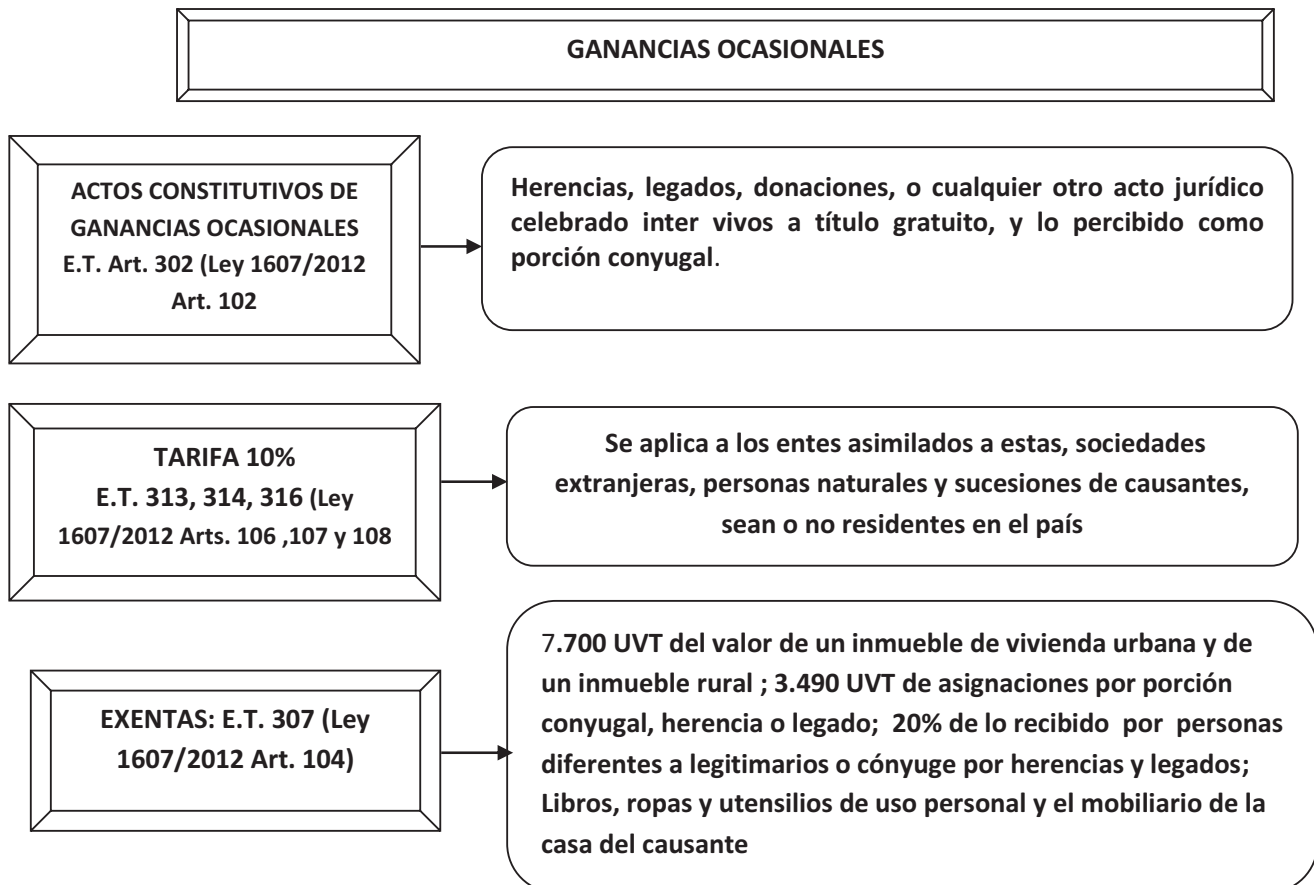 GANANCIAS OCASIONALES
ACTOS CONSTITUTIVOS DE
GANANCIAS OCASIONALES
E.T. Art. 302 (Ley 1607/2012
Art. 102
Herencias, legados, donaciones, o cualquier otro acto jurídico
celebrado inter vivos a título gratuito, y lo percibido como
porción conyugal.
TARIFA 10%
E.T. 313, 314, 316 (Ley
1607/2012 Arts. 106 ,107 y 108
Se aplica a los entes asimilados a estas, sociedades
extranjeras, personas naturales y sucesiones de causantes,
sean o no residentes en el país
EXENTAS: E.T. 307 (Ley
1607/2012 Art. 104)
7.700 UVT del valor de un inmueble de vivienda urbana y de
un inmueble rural ; 3.490 UVT de asignaciones por porción
conyugal, herencia o legado; 20% de lo recibido por personas
diferentes a legitimarios o cónyuge por herencias y legados;
Libros, ropas y utensilios de uso personal y el mobiliario de la
casa del causante